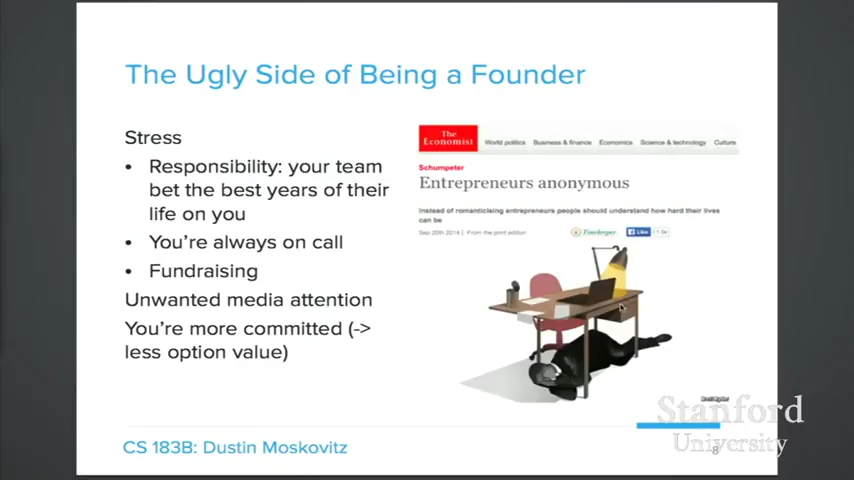 The Ugly Side of Being a Founder
Stress
• Responsibility: your team
bet the best years of their
life on you
• You're always on call
• Fundraising
Unwanted media attention
You're more committed (->
less option value)
The
Economist
World politics
Business & finance
Economics
Science & technology
Culture
Schumpeter
Entrepreneurs anonymous
Instead of romanticising entrepreneurs people should understand how hard their lives
can be
Sep 20th 2014 | From the print edition
Timekeeper
Like
CS 183B: Dustin Moskovitz
8
Stanford
University